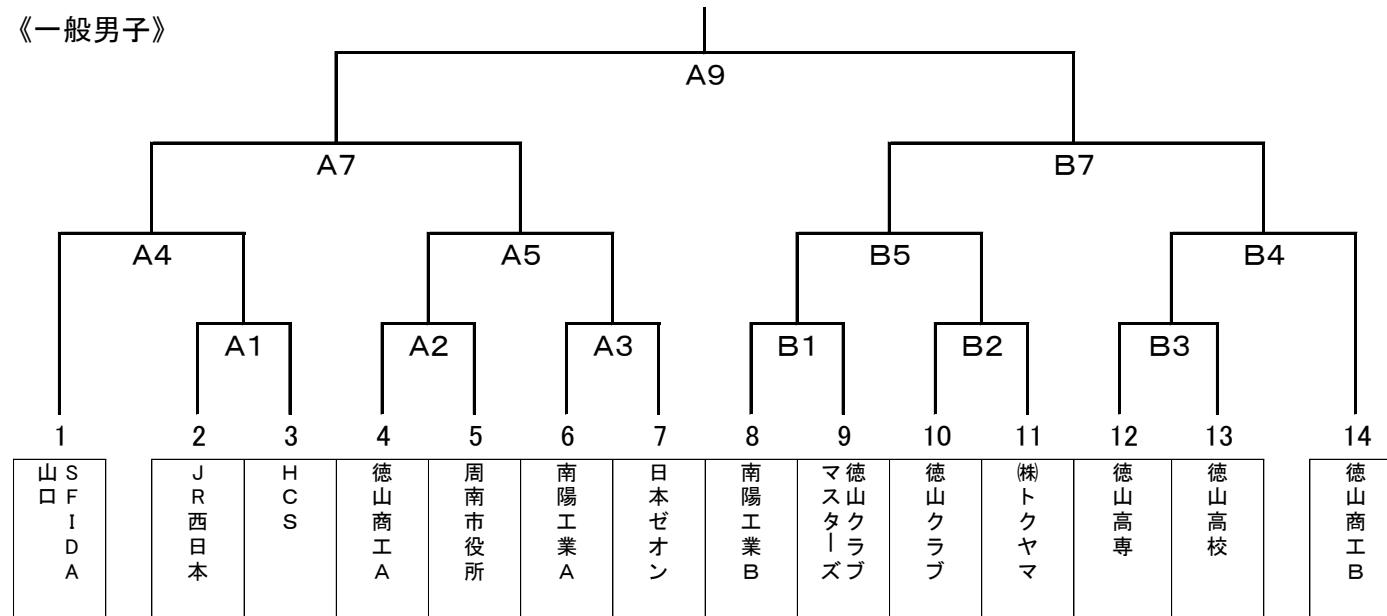 《一般男子》
A9
A7
B7
A4
A5
B5
B4
A1
A2
A3
B1
B2
B3
1
2
3
4
5
6
7
8
9
10
11
12
13
14
SFIDA
山口
JR西日本
HCS
徳山商工A
周南市役所
南陽工業A
日本ゼオン
南陽工業B
徳山クラブ
マスターズ
徳山クラブ
㈱トクヤマ
徳山高専
徳山高校
徳山商工B